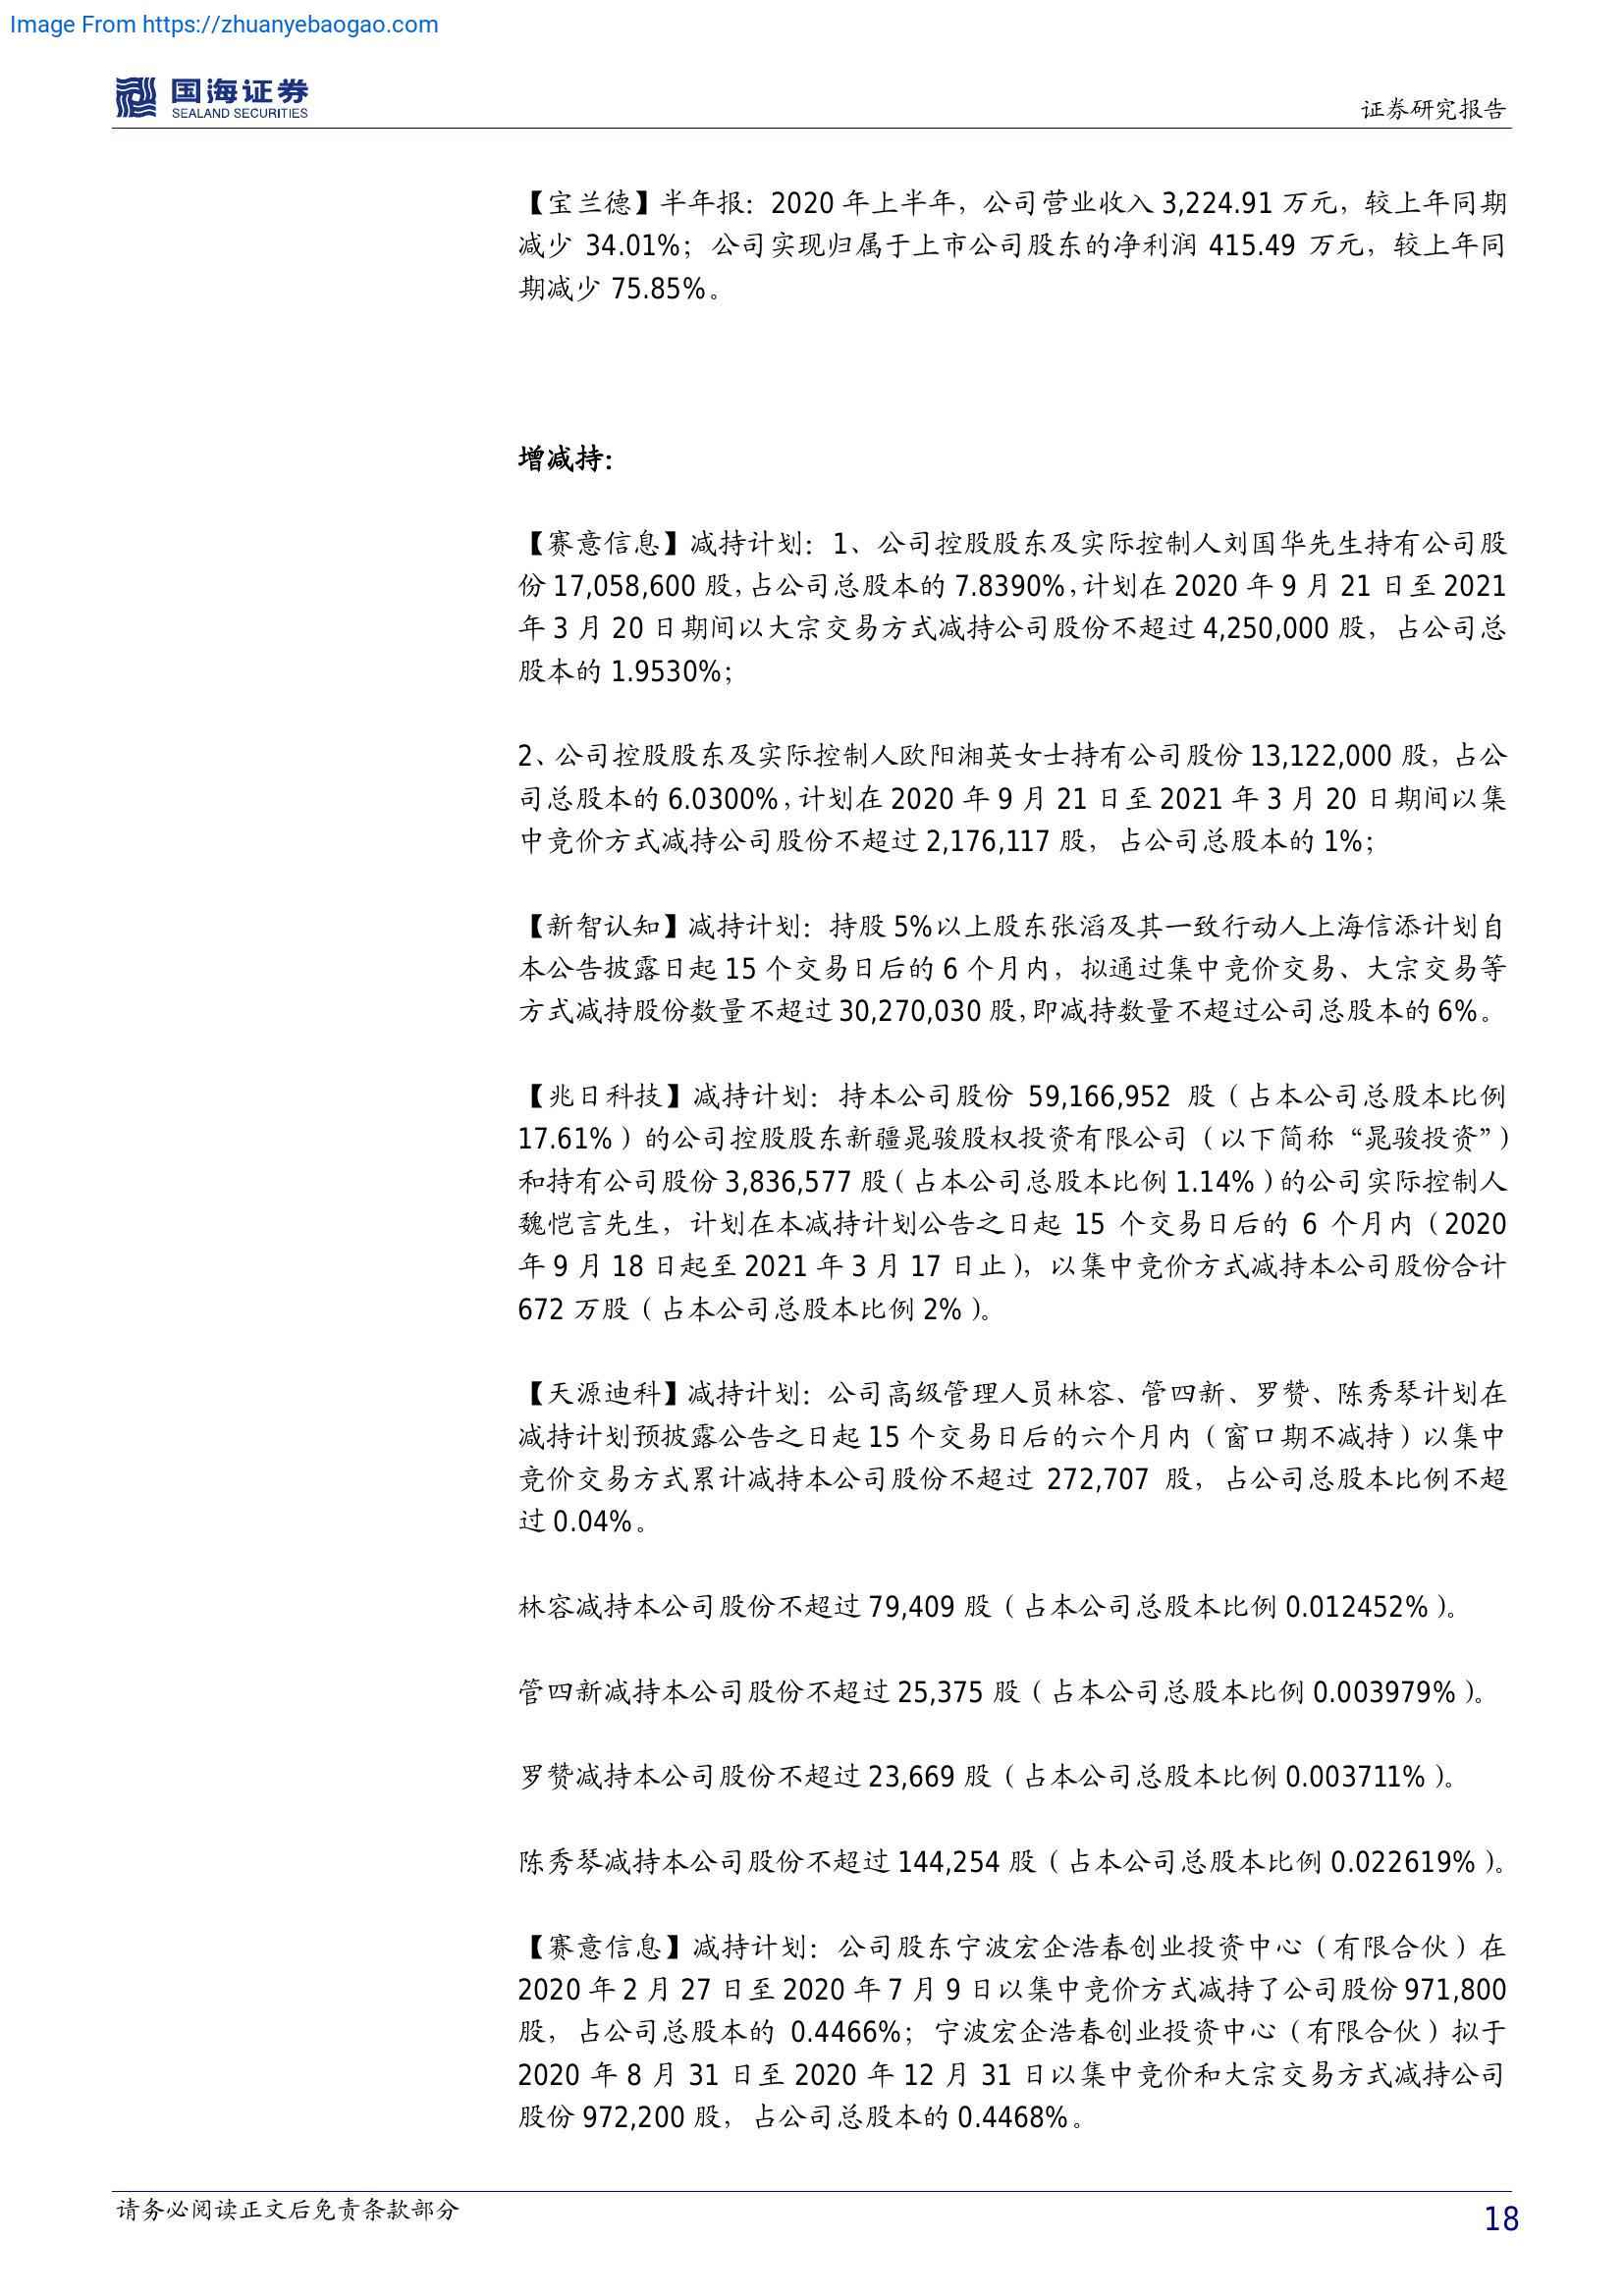 Image From https://zhuanyebaogao.com
国海证券
SEALAND SECURITIES
证券研究报告
【宝兰德】半年报：2020 年上半年，公司营业收入 3,224.91 万元，较上年同期
减少 34.01%；公司实现归属于上市公司股东的净利润 415.49 万元，较上年同
期减少 75.85%。
增减持：
【赛意信息】减持计划：1、公司控股股东及实际控制人刘国华先生持有公司股
份 17,058,600 股，占公司总股本的 7.8390%，计划在 2020 年 9 月 21 日至 2021
年 3 月 20 日期间以大宗交易方式减持公司股份不超过 4,250,000 股，占公司总
股本的 1.9530%；
2、公司控股股东及实际控制人欧阳湘英女士持有公司股份 13,122,000 股，占公
司总股本的 6.0300%，计划在 2020 年 9 月 21 日至 2021 年 3 月 20 日期间以集
中竞价方式减持公司股份不超过 2,176,117 股，占公司总股本的 1%；
【新智认知】减持计划：持股 5%以上股东张滔及其一致行动人上海信添计划自
本公告披露日起 15 个交易日后的 6 个月内，拟通过集中竞价交易、大宗交易等
方式减持股份数量不超过 30,270,030 股，即减持数量不超过公司总股本的 6%。
【兆日科技】减持计划：持本公司股份 59,166,952 股（占本公司总股本比例
17.61%）的公司控股股东新疆晁骏股权投资有限公司（以下简称“晁骏投资”）
和持有公司股份 3,836,577 股（占本公司总股本比例 1.14%）的公司实际控制人
魏恺言先生，计划在本减持计划公告之日起 15 个交易日后的 6 个月内（2020
年 9 月 18 日起至 2021 年 3 月 17 日止），以集中竞价方式减持本公司股份合计
672 万股（占本公司总股本比例 2%）。
【天源迪科】减持计划：公司高级管理人员林容、管四新、罗赞、陈秀琴计划在
减持计划预披露公告之日起 15 个交易日后的六个月内（窗口期不减持）以集中
竞价交易方式累计减持本公司股份不超过 272,707 股，占公司总股本比例不超
过 0.04%。
林容减持本公司股份不超过 79,409 股（占本公司总股本比例 0.012452%）。
管四新减持本公司股份不超过 25,375 股（占本公司总股本比例 0.003979%）。
罗赞减持本公司股份不超过 23,669 股（占本公司总股本比例 0.003711%）。
陈秀琴减持本公司股份不超过 144,254 股（占本公司总股本比例 0.022619%）。
【赛意信息】减持计划：公司股东宁波宏企浩春创业投资中心（有限合伙）在
2020 年 2 月 27 日至 2020 年 7 月 9 日以集中竞价方式减持了公司股份 971,800
股，占公司总股本的 0.4466%；宁波宏企浩春创业投资中心（有限合伙）拟于
2020 年 8 月 31 日至 2020 年 12 月 31 日以集中竞价和大宗交易方式减持公司
股份 972,200 股，占公司总股本的 0.4468%。
请务必阅读正文后免责条款部分
18